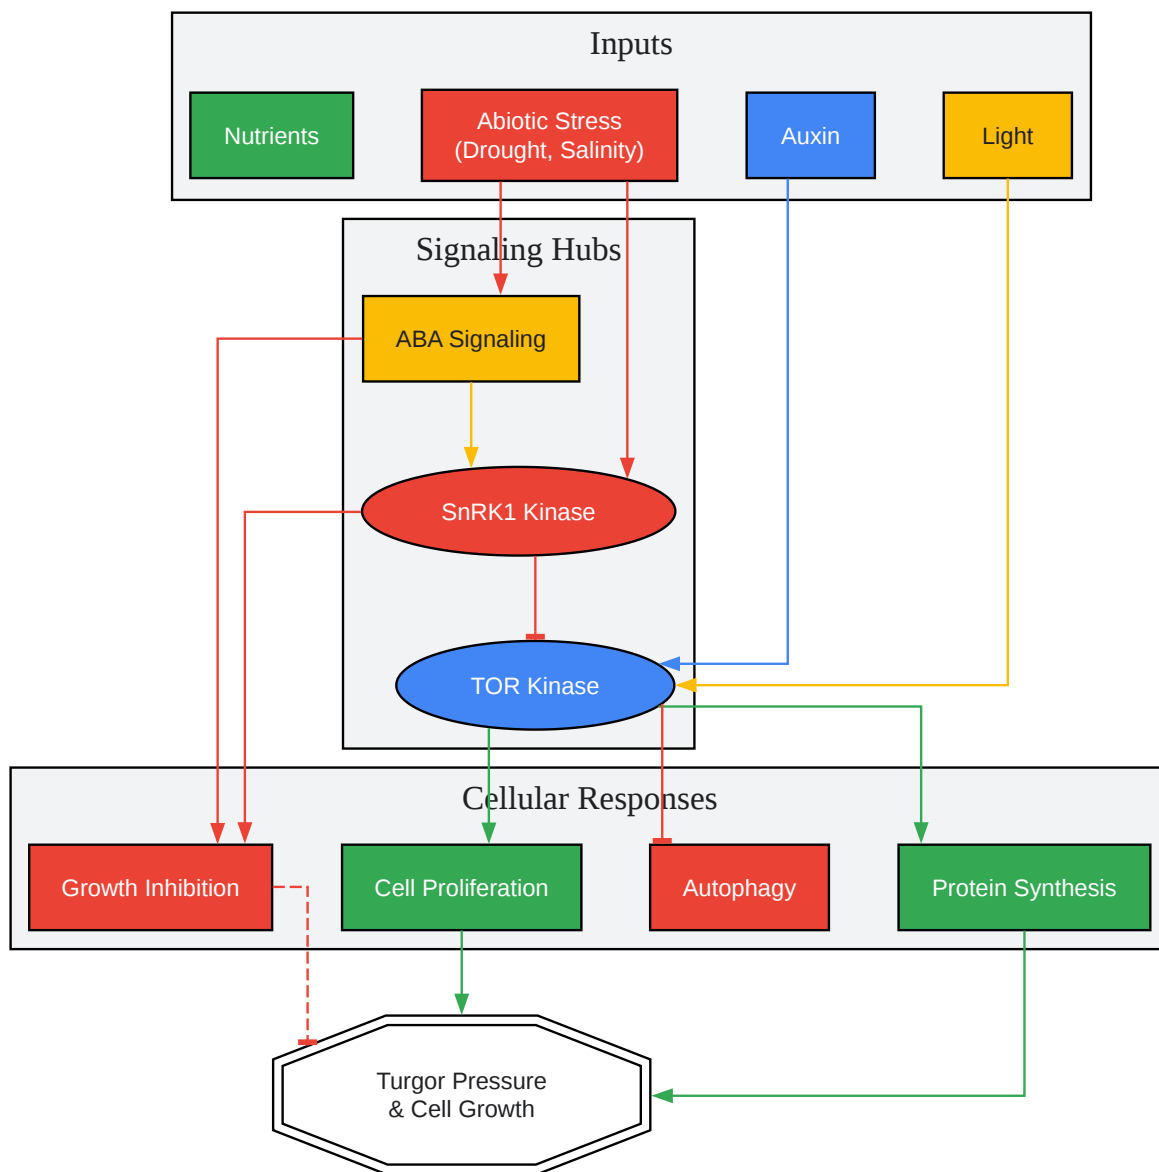 Inputs
Nutrients
Abiotic Stress
(Drought, Salinity)
Auxin
Light
Signaling Hubs
ABA Signaling
SnRK1 Kinase
TOR Kinase
Cellular Responses
Growth Inhibition
Cell Proliferation
Autophagy
Protein Synthesis
Turgor Pressure
& Cell Growth